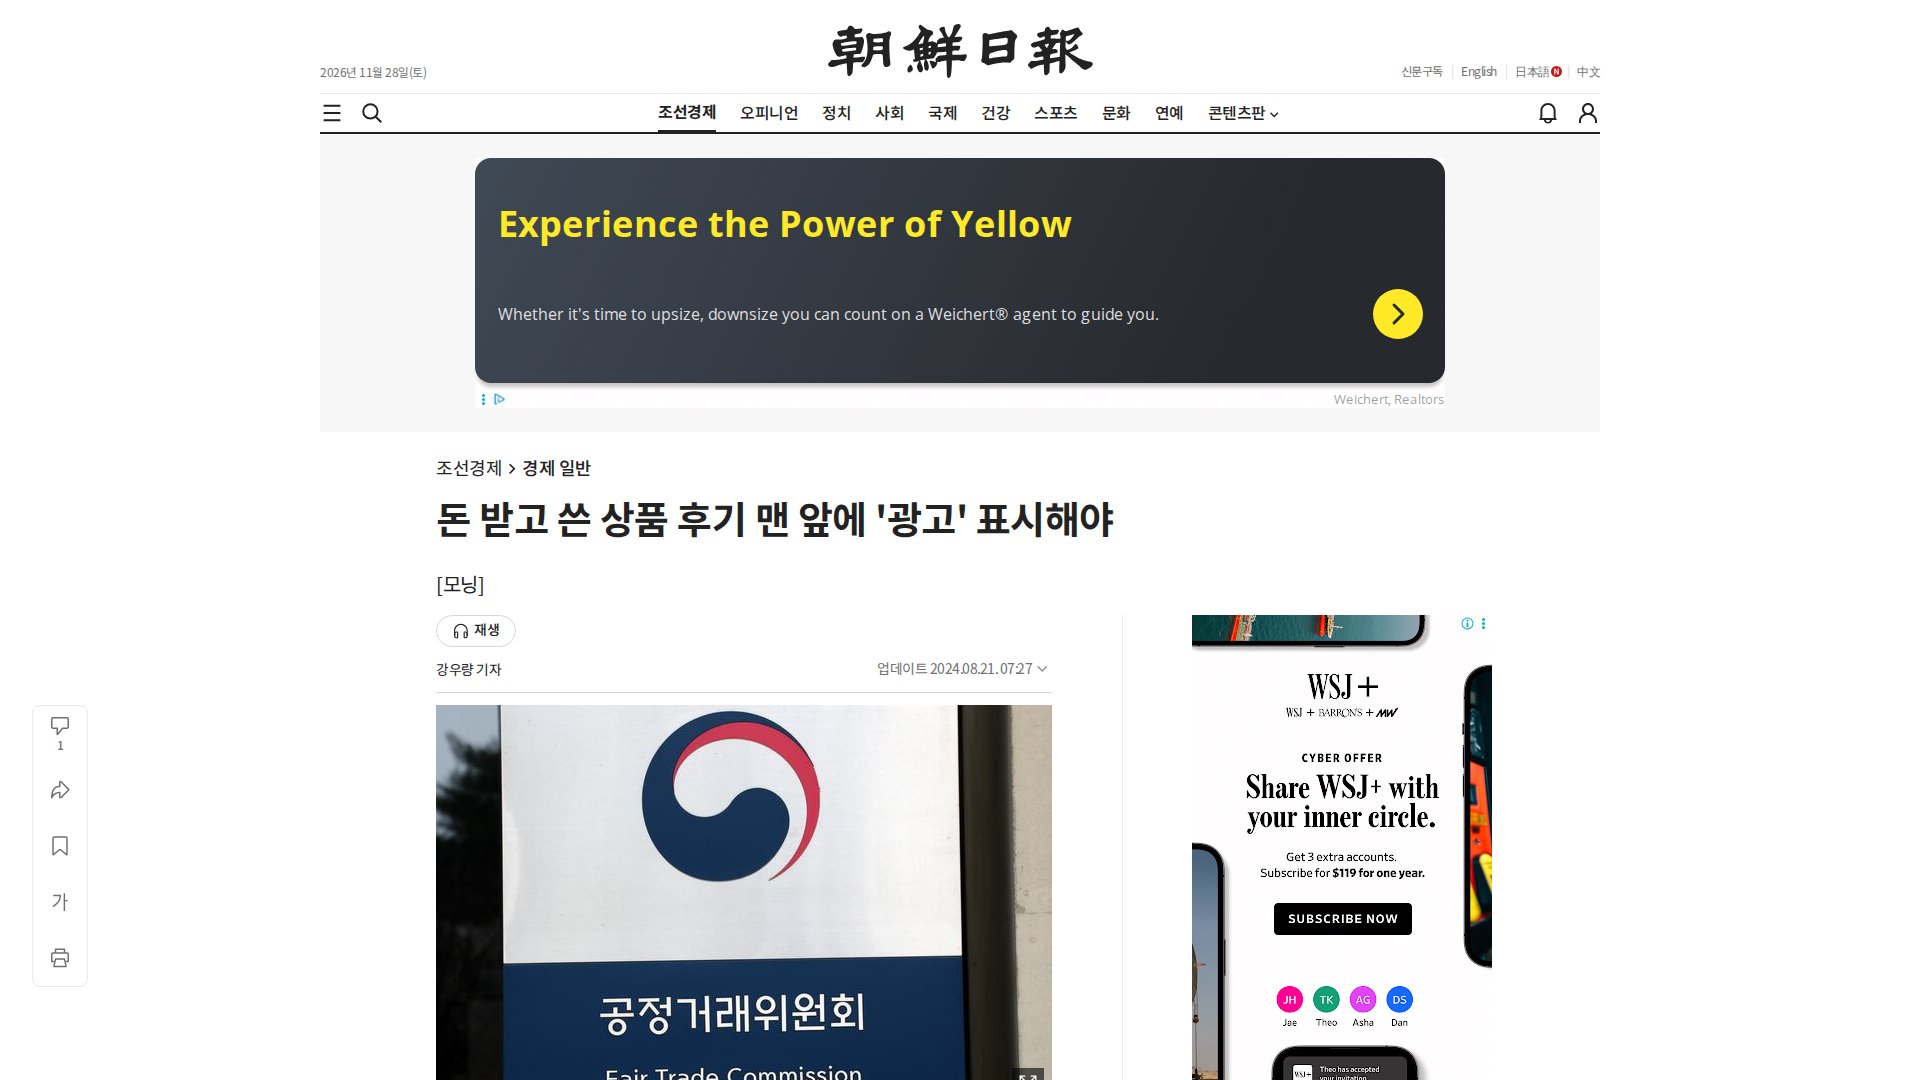 朝鮮日報
2026년 11월 28일(토)
신문구독
English
日本語 N
中文
조선경제
오피니언
정치
사회
국제
건강
스포츠
문화
연예
콘텐츠판
Experience the Power of Yellow
Whether it's time to upsize, downsize you can count on a Weichert® agent to guide you.
Weichert, Realtors
조선경제 > 경제 일반
돈 받고 쓴 상품 후기 맨 앞에 '광고' 표시해야
[모닝]
재생
강우량 기자
업데이트 2024.08.21. 07:27
1
가
공정거래위원회
Fair Trade Commission
WSJ+
WSJ + BARRON'S + MW
CYBER OFFER
Share WSJ+ with
your inner circle.
Get 3 extra accounts.
Subscribe for $119 for one year.
SUBSCRIBE NOW
JH
TK
AG
DS
Jae
Theo
Asha
Dan
WSJ+
Theo has accepted
your invitation